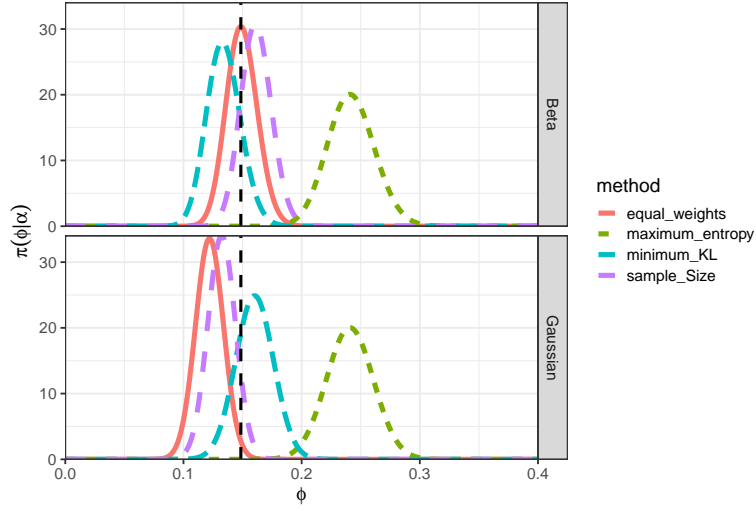 30
20
10
0
Beta
30
20
10
0
Gaussian
π(ϕ|α)
0.0 0.1 0.2 0.3 0.4
ϕ
method
equal_weights
maximum_entropy
minimum_KL
sample_Size